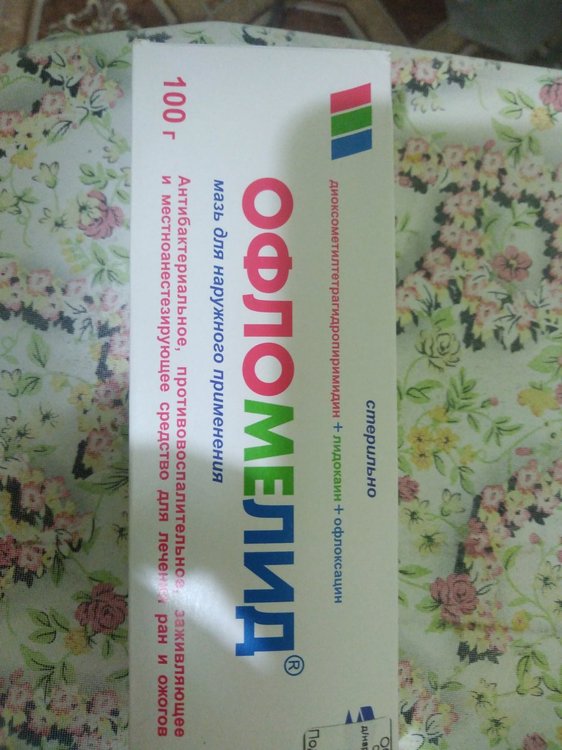 стерильно
диоксометилтетрагидропиримидин + лидокаин + офлоксацин
ОФЛОМЕЛИД®
мазь для наружного применения
100 г
Антибактериальное, противовоспалительное, заживляющее
и местноанестезирующее средство для лечения ран и ожогов